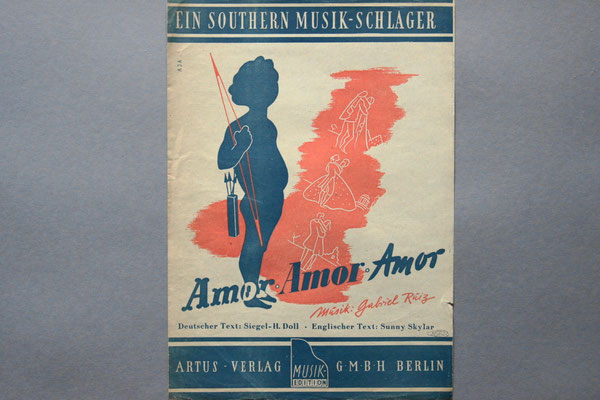 EIN SOUTHERN MUSIK-SCHLAGER
Amor·Amor·Amor
Musik: Gabriel Ruiz
Deutscher Text: Siegel-H. Doll · Englischer Text: Sunny Skylar
ARTUS - VERLAG MUSIK EDITION G·M·B·H BERLIN